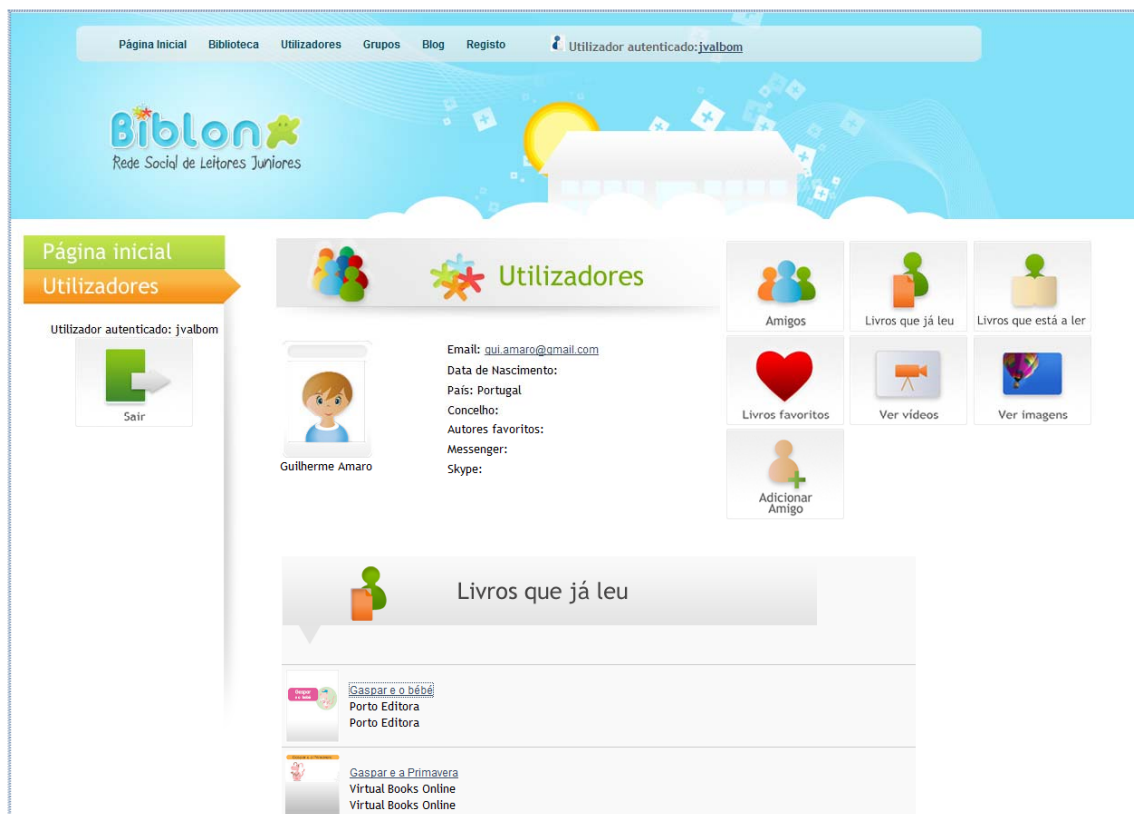 Página Inicial Biblioteca Utilizadores Grupos Blog Registo Utilizador autenticado:jvalbom
Biblon
Rede Social de Leitores Juniores
Página inicial
Utilizadores
Utilizador autenticado: jvalbom
Sair
Utilizadores
Guilherme Amaro
Email: gui.amaro@gmail.com
Data de Nascimento:
País: Portugal
Concelho:
Autores favoritos:
Messenger:
Skype:
Amigos
Livros que já leu
Livros que está a ler
Livros favoritos
Ver vídeos
Ver imagens
Adicionar
Amigo
Livros que já leu
Gaspar
e o bébé
Gaspar e o bébé
Porto Editora
Porto Editora
Gaspar e a Primavera
Gaspar e a Primavera
Virtual Books Online
Virtual Books Online